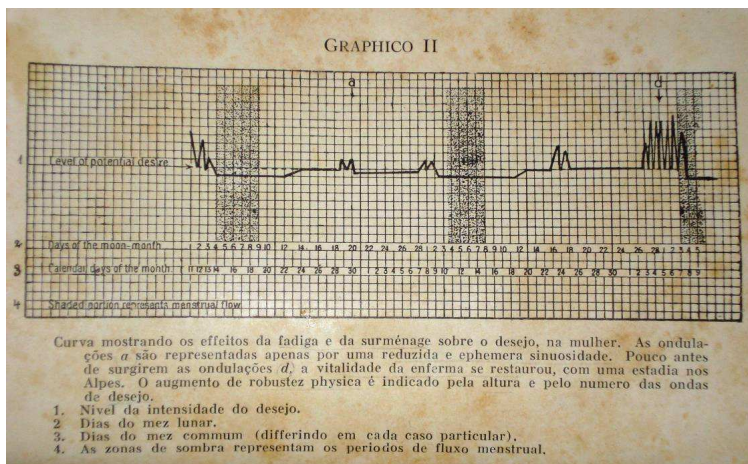 GRAPHICO II
a d
1 Level of potential desire
2 Days of the moon-month 2 3 4 5 6 7 8 9 10 12 14 16 18 20 22 24 26 28 1 2 3 4 5 6 7 8 10 12 14 16 18 20 22 24 26 28 1 2 3 4 5
3 Calendar days of the month 11 12 13 14 16 18 20 22 24 26 28 30 1 2 3 4 5 6 7 8 9 10 12 14 16 18 20 22 24 26 28 30 1 2 3 4 5 6 7 8 9
4 Shaded portion represents menstrual flow
Curva mostrando os effeitos da fadiga e da surménage sobre o desejo, na mulher. As ondula-
ções a são representadas apenas por uma reduzida e ephemera sinuosidade. Pouco antes
de surgirem as ondulações d, a vitalidade da enferma se restaurou, com uma estadia nos
Alpes. O augmento de robustez physica é indicado pela altura e pelo numero das ondas
de desejo.
1. Nivel da intensidade do desejo.
2 Dias do mez lunar.
3. Dias do mez commum (differindo em cada caso particular).
4. As zonas de sombra representam os periodos de fluxo menstrual.